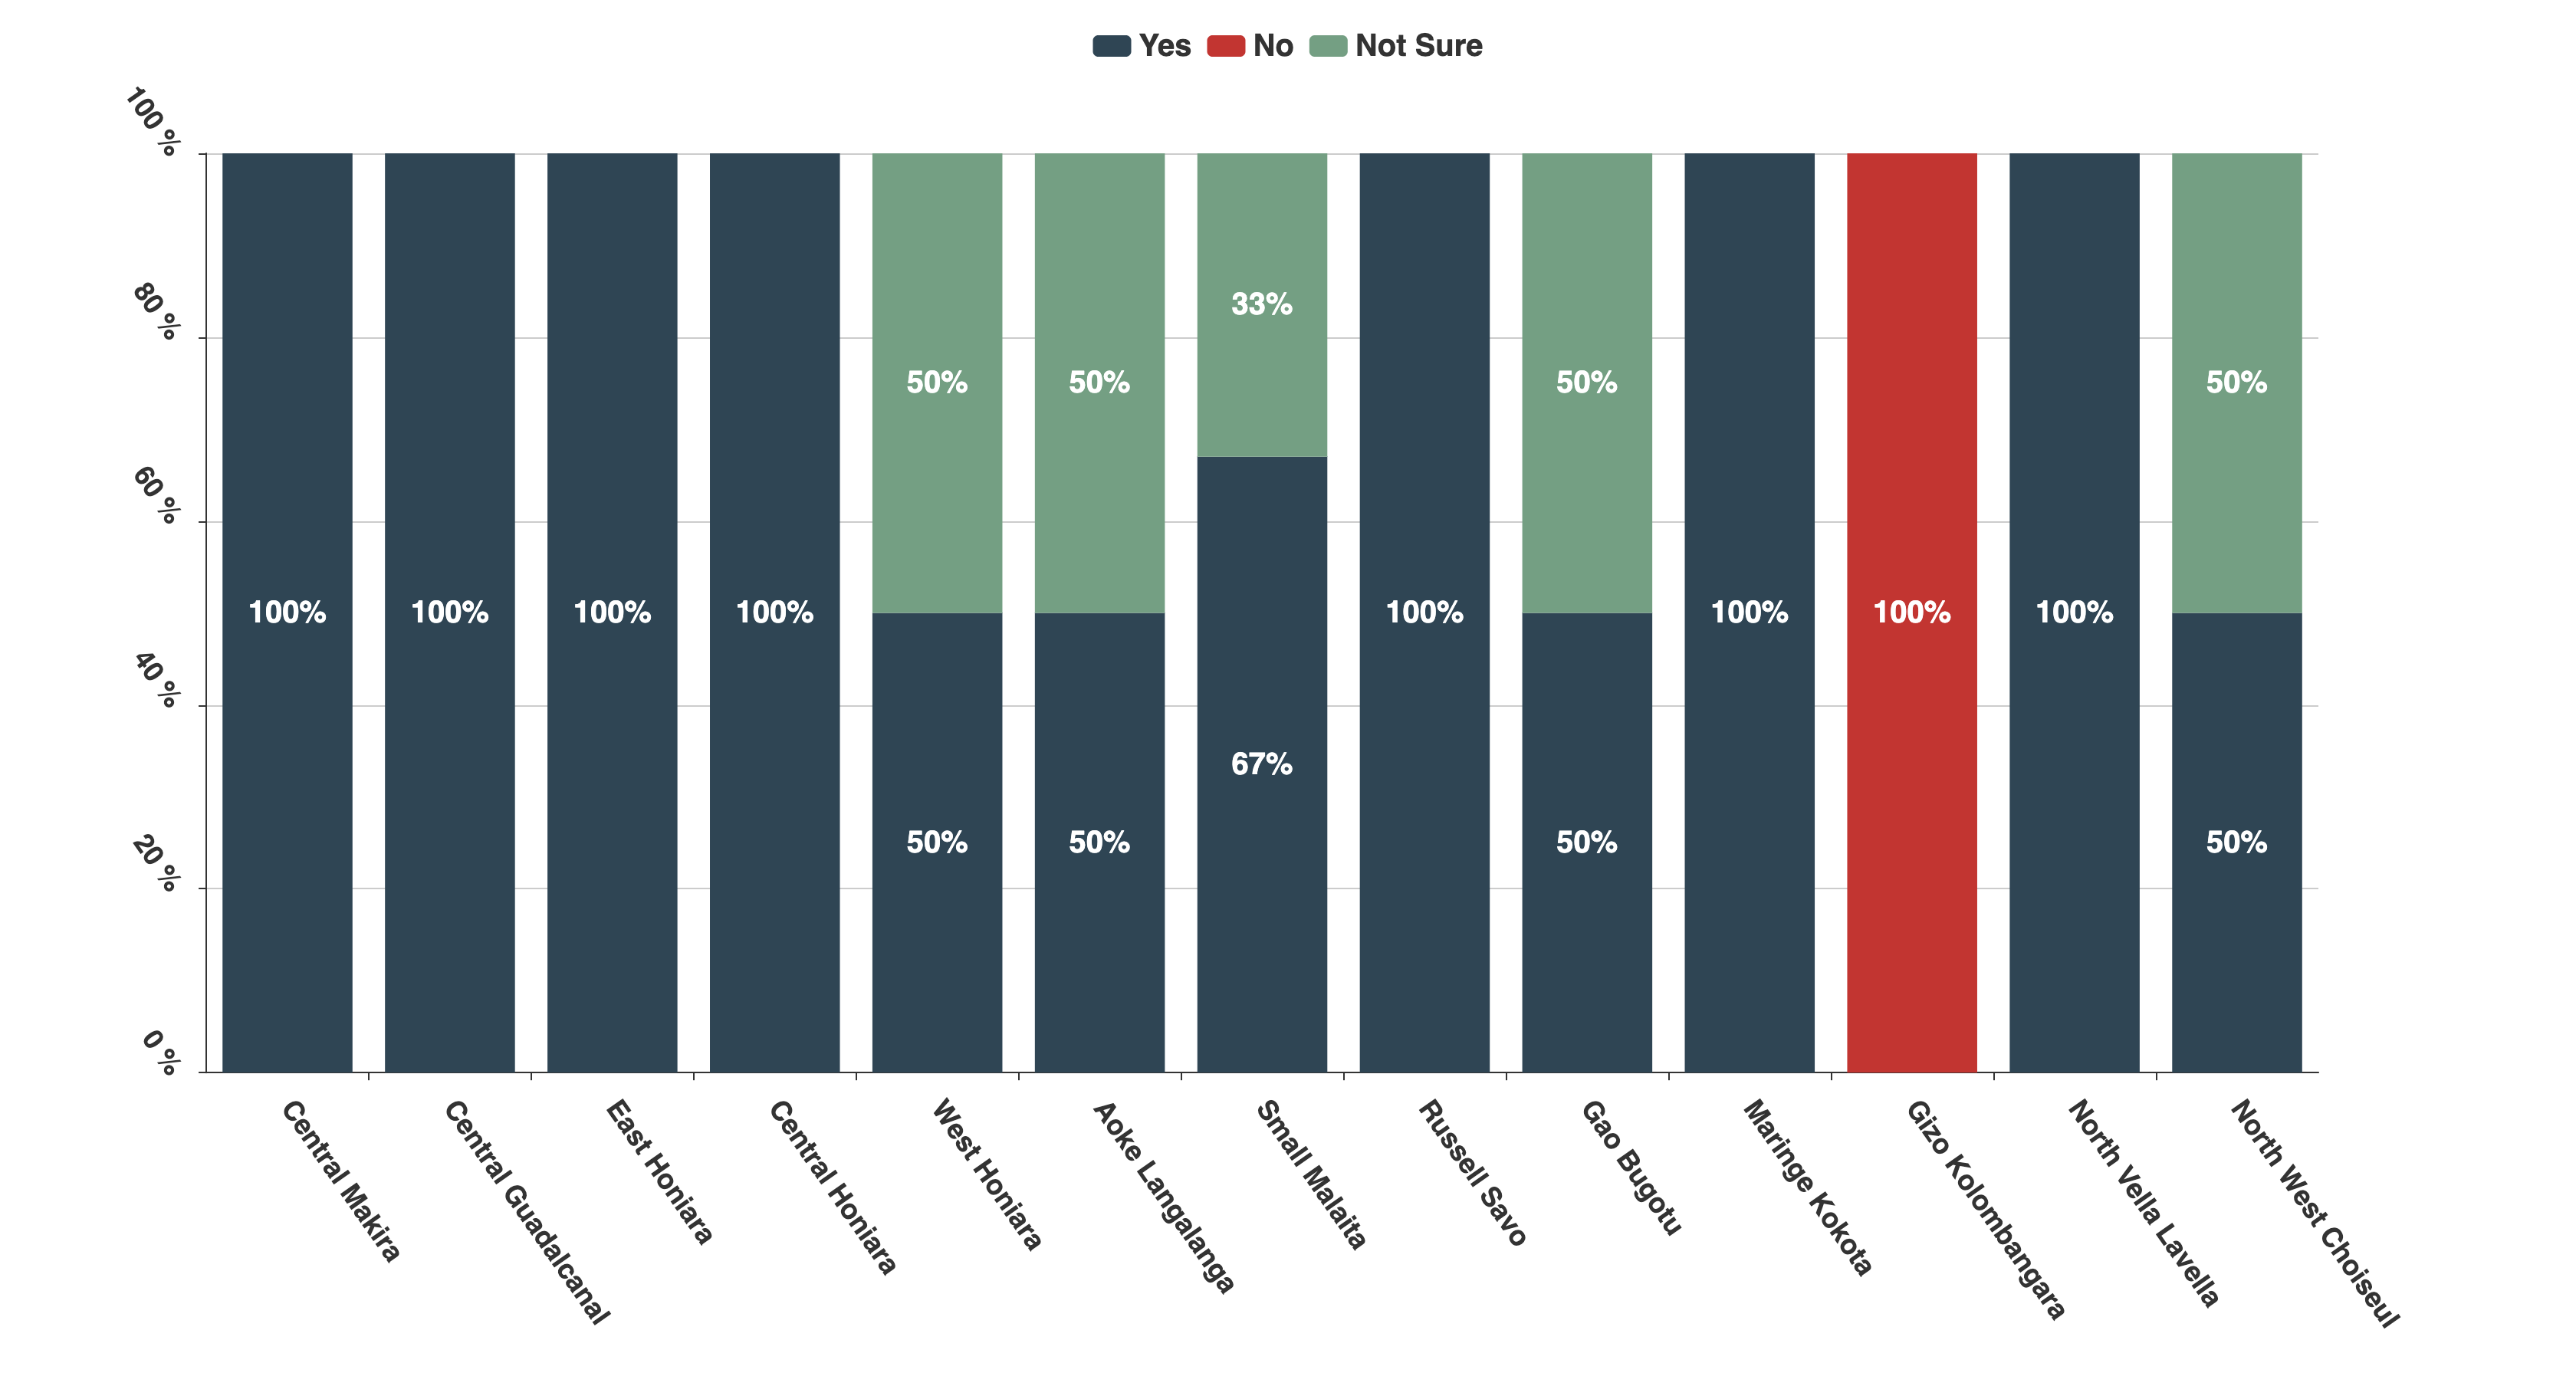 Yes No Not Sure
100 %
80 %
60 %
40 %
20 %
0 %
33%
50% 50% 50% 50%
100% 100% 100% 100% 100% 100% 100% 100%
67%
50% 50% 50% 50%
Central Makira
Central Guadalcanal
East Honiara
Central Honiara
West Honiara
Aoke Langalanga
Small Malaita
Russell Savo
Gao Bugotu
Maringe Kokota
Gizo Kolombangara
North Vella Lavella
North West Choiseul